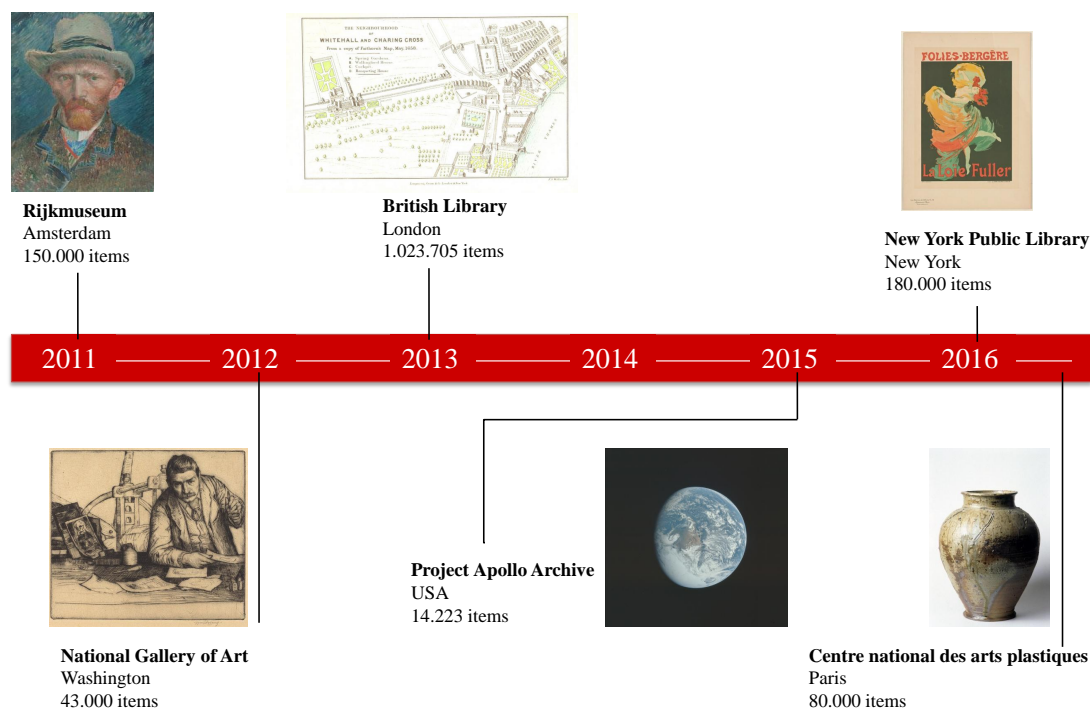 THE NEIGHBOURHOOD
OF
WHITEHALL AND CHARING CROSS
FOLIES-BERGÈRE
La Loïe Fuller
Rijkmuseum
Amsterdam
150.000 items
British Library
London
1.023.705 items
New York Public Library
New York
180.000 items
2011 2012 2013 2014 2015 2016
Project Apollo Archive
USA
14.223 items
National Gallery of Art
Washington
43.000 items
Centre national des arts plastiques
Paris
80.000 items